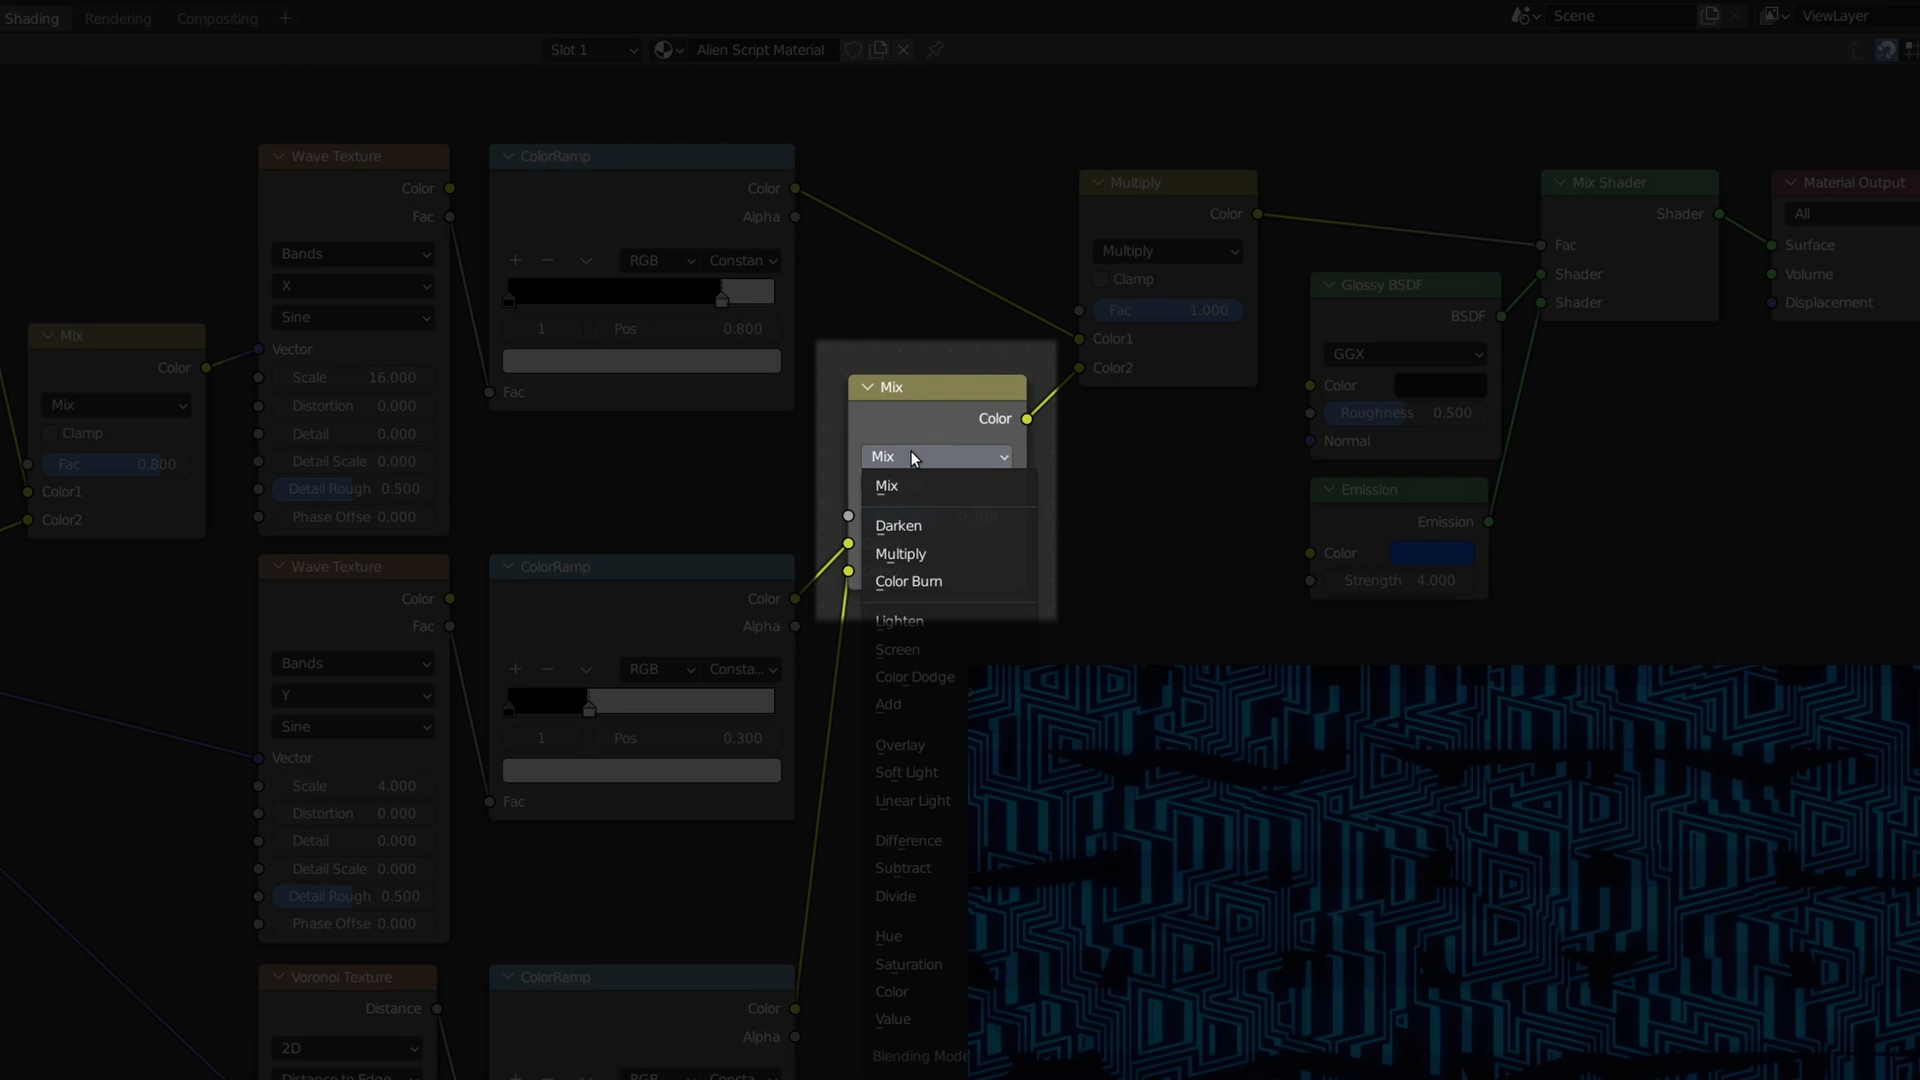 Shading Rendering Compositing +
Scene
ViewLayer
Slot 1
Alien Script Material
Mix
Color
Mix
Clamp
Fac 0.800
Color1
Color2
Wave Texture
Color
Fac
Bands
X
Sine
Vector
Scale 16.000
Distortion 0.000
Detail 0.000
Detail Scale 0.000
Detail Rough 0.500
Phase Offse 0.000
ColorRamp
Color
Alpha
+ − RGB Constan
1 Pos 0.800
Fac
Wave Texture
Color
Fac
Bands
Y
Sine
Vector
Scale 4.000
Distortion 0.000
Detail 0.000
Detail Scale 0.000
Detail Rough 0.500
Phase Offse 0.000
ColorRamp
Color
Alpha
+ − RGB Consta...
1 Pos 0.300
Fac
Voronoi Texture
Distance
2D
Distance to Edge
ColorRamp
Color
Alpha
RGB Consta...
Mix
Color
Mix
Mix
0.500
Darken
Multiply
Color Burn
Lighten
Screen
Color Dodge
Add
Overlay
Soft Light
Linear Light
Difference
Subtract
Divide
Hue
Saturation
Color
Value
Blending Mode
Multiply
Color
Multiply
Clamp
Fac 1.000
Color1
Color2
Glossy BSDF
BSDF
GGX
Color
Roughness 0.500
Normal
Emission
Emission
Color
Strength 4.000
Mix Shader
Shader
Fac
Shader
Shader
Material Output
All
Surface
Volume
Displacement